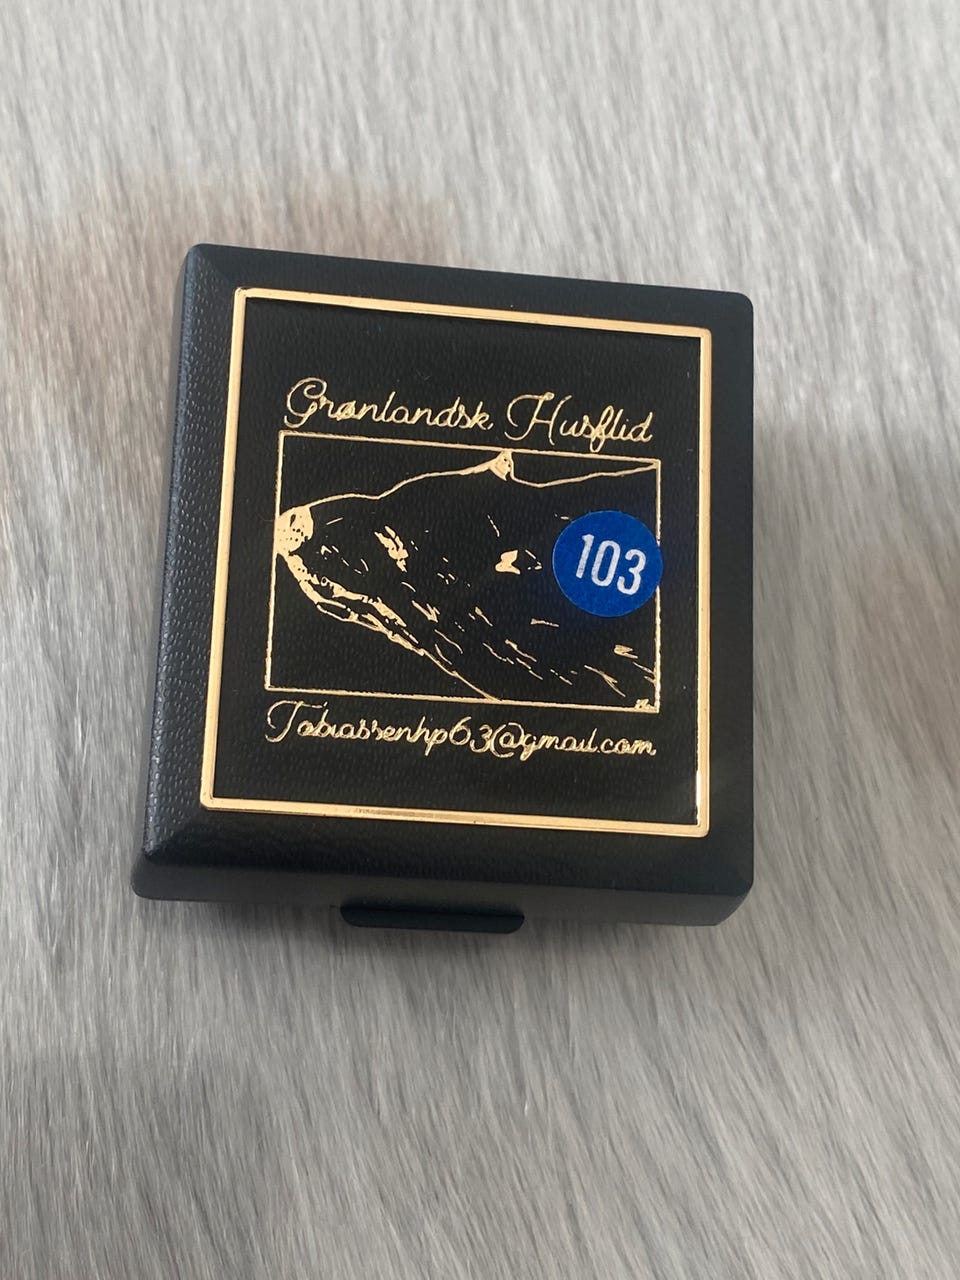 Grønlandsk Husflid
103
Tobiassenhp63@gmail.com